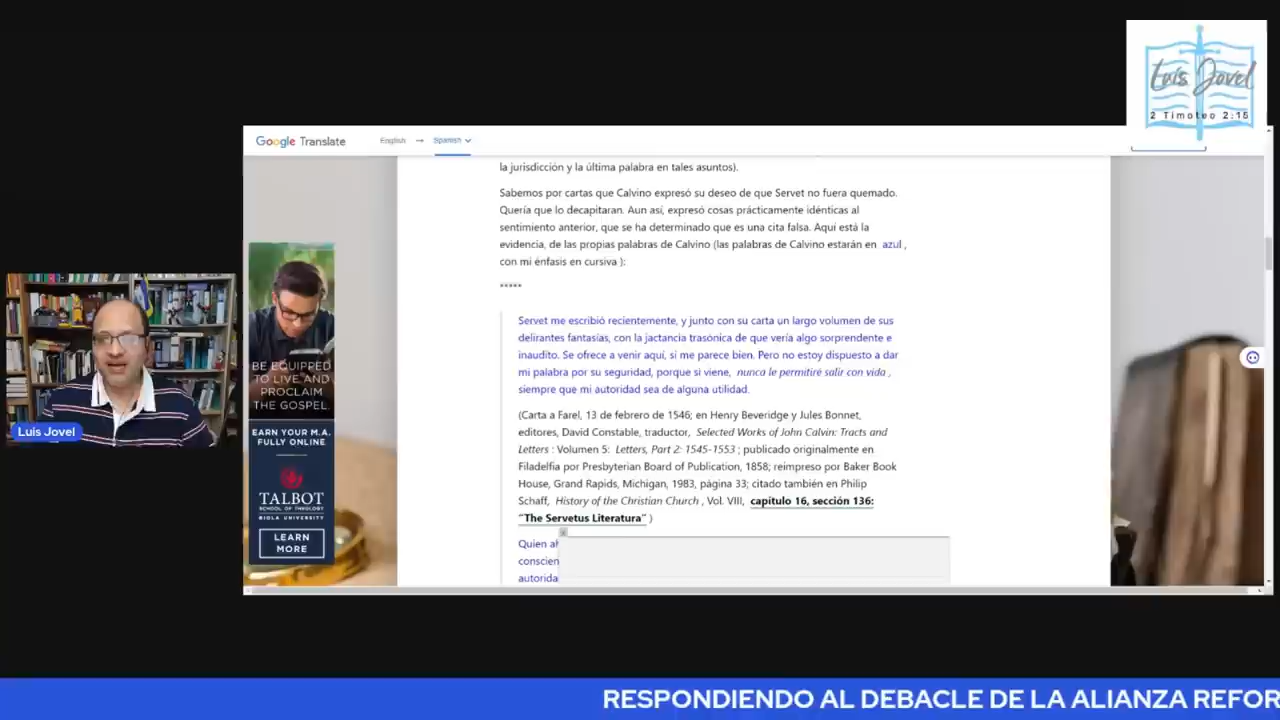 Luis Jovel
2 Timoteo 2:15
Google Translate
English → Spanish
la jurisdicción y la última palabra en tales asuntos).
Sabemos por cartas que Calvino expresó su deseo de que Servet no fuera quemado.
Quería que lo decapitaran. Aun así, expresó cosas prácticamente idénticas al
sentimiento anterior, que se ha determinado que es una cita falsa. Aquí está la
evidencia, de las propias palabras de Calvino (las palabras de Calvino estarán en azul ,
con mi énfasis en cursiva ):
*****
Servet me escribió recientemente, y junto con su carta un largo volumen de sus
delirantes fantasías, con la jactancia trasónica de que vería algo sorprendente e
inaudito. Se ofrece a venir aquí, si me parece bien. Pero no estoy dispuesto a dar
mi palabra por su seguridad, porque si viene, nunca le permitiré salir con vida ,
siempre que mi autoridad sea de alguna utilidad.
(Carta a Farel, 13 de febrero de 1546; en Henry Beveridge y Jules Bonnet,
editores, David Constable, traductor, Selected Works of John Calvin: Tracts and
Letters : Volumen 5: Letters, Part 2: 1545-1553 ; publicado originalmente en
Filadelfia por Presbyterian Board of Publication, 1858; reimpreso por Baker Book
House, Grand Rapids, Michigan, 1983, página 33; citado también en Philip
Schaff, History of the Christian Church , Vol. VIII, capítulo 16, sección 136:
“The Servetus Literatura” )
Quien ah
conscien
autorida
BE EQUIPPED
TO LIVE AND
PROCLAIM
THE GOSPEL.
EARN YOUR M.A.
FULLY ONLINE
TALBOT
SCHOOL OF THEOLOGY
BIOLA UNIVERSITY
LEARN
MORE
Luis Jovel
RESPONDIENDO AL DEBACLE DE LA ALIANZA REFOR